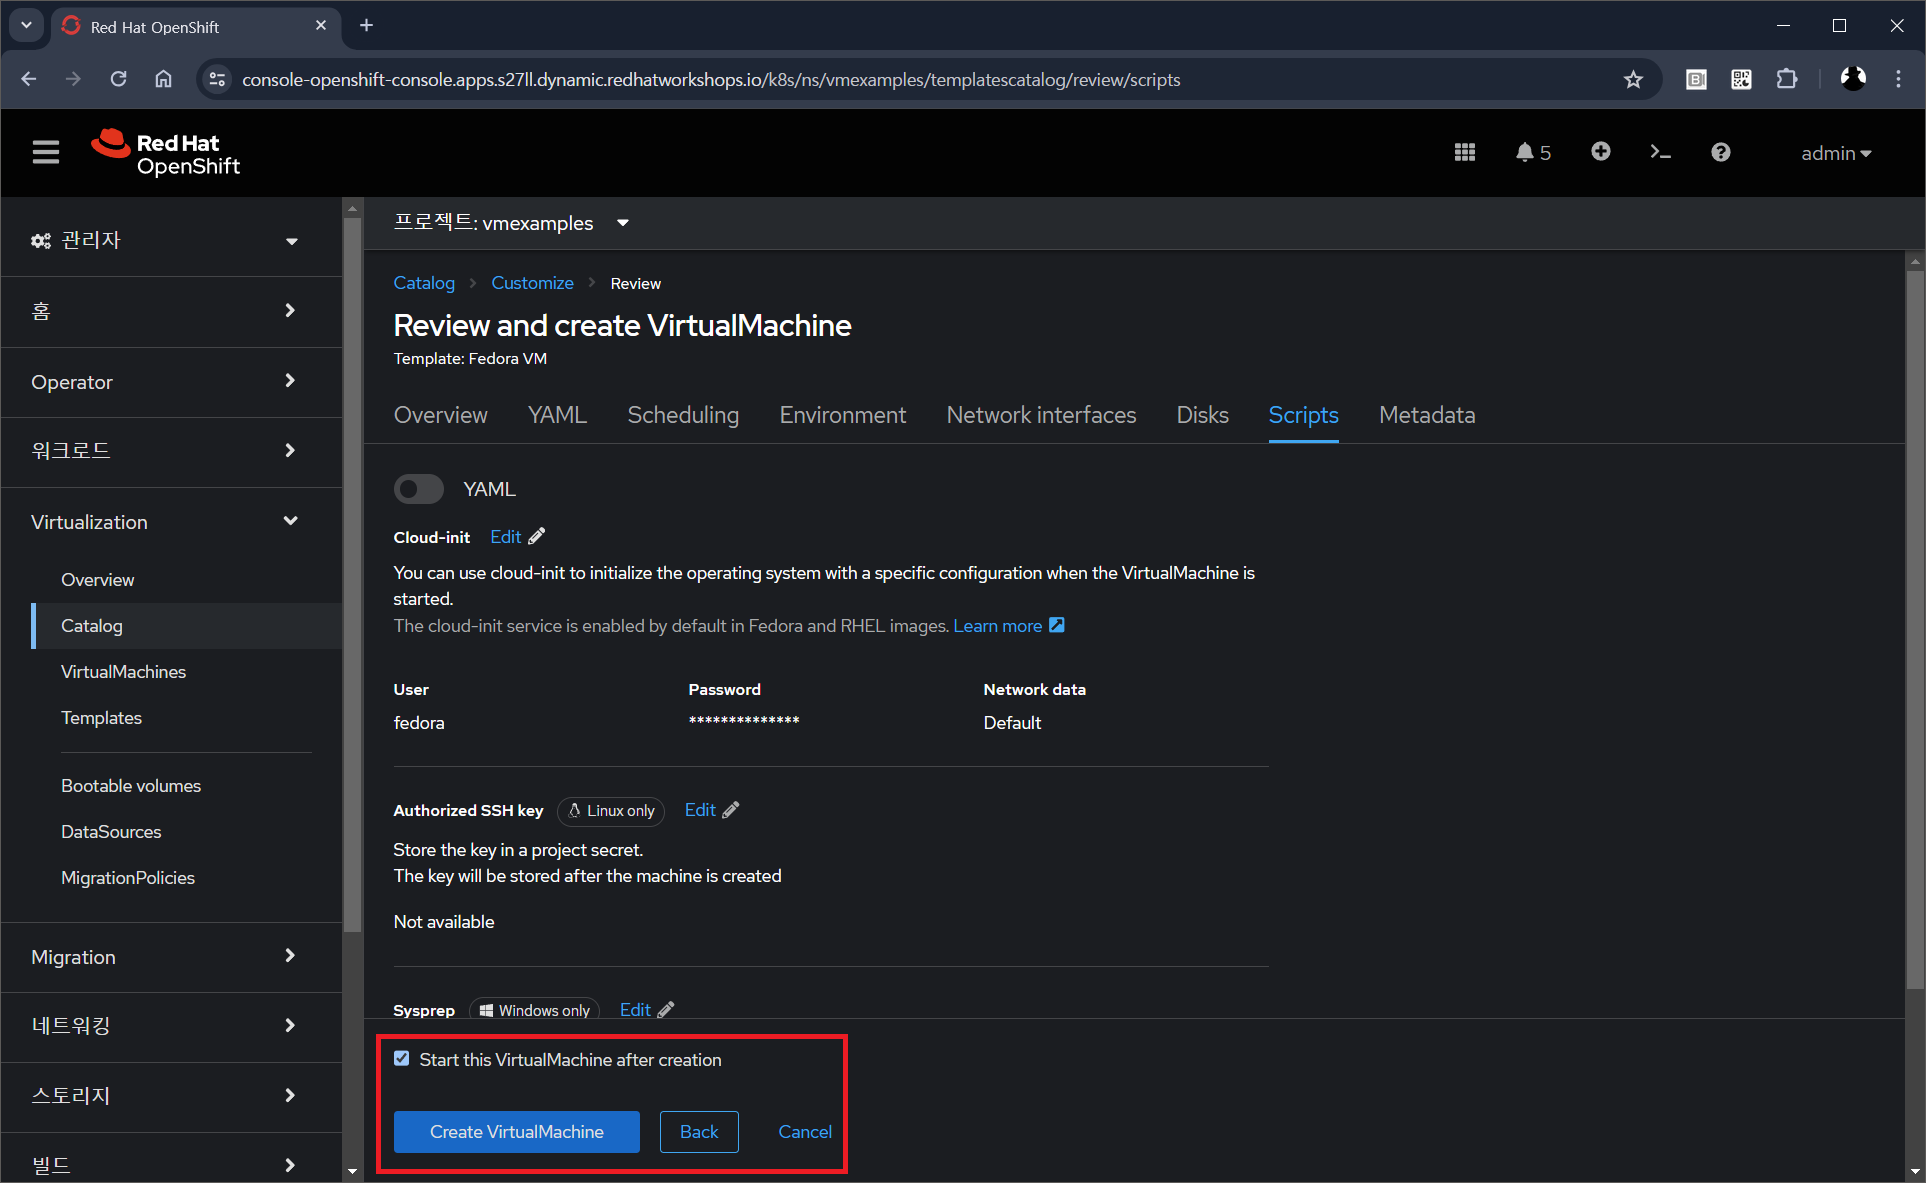 Red Hat OpenShift
console-openshift-console.apps.s27ll.dynamic.redhatworkshops.io/k8s/ns/vmexamples/templatescatalog/review/scripts
Red Hat
OpenShift
5
admin
관리자
홈
Operator
워크로드
Virtualization
Overview
Catalog
VirtualMachines
Templates
Bootable volumes
DataSources
MigrationPolicies
Migration
네트워킹
스토리지
빌드
프로젝트: vmexamples
Catalog Customize Review
Review and create VirtualMachine
Template: Fedora VM
Overview YAML Scheduling Environment Network interfaces Disks Scripts Metadata
YAML
Cloud-init Edit
You can use cloud-init to initialize the operating system with a specific configuration when the VirtualMachine is
started.
The cloud-init service is enabled by default in Fedora and RHEL images. Learn more
User Password Network data
fedora ************** Default
Authorized SSH key Linux only Edit
Store the key in a project secret.
The key will be stored after the machine is created
Not available
Sysprep Windows only Edit
Start this VirtualMachine after creation
Create VirtualMachine Back Cancel